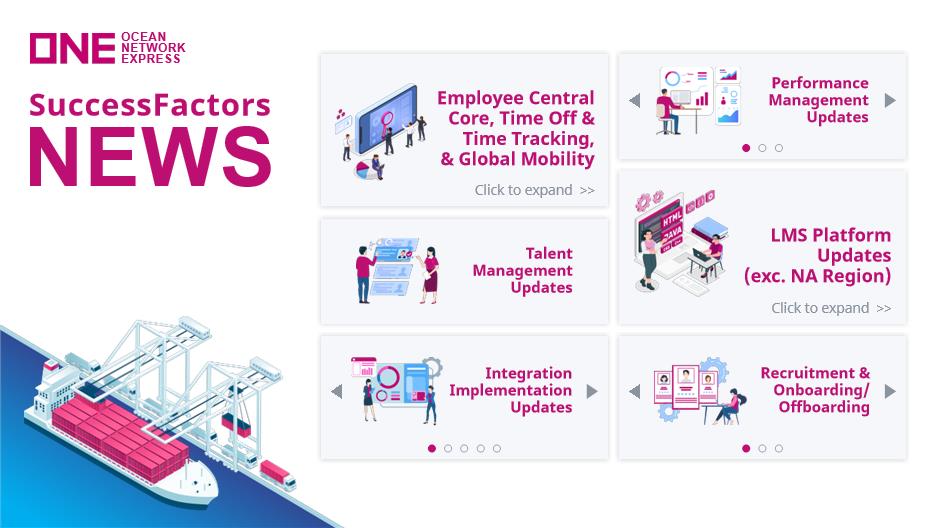 ONE
OCEAN
NETWORK
EXPRESS
SuccessFactors
NEWS
Employee Central
Core, Time Off &
Time Tracking,
& Global Mobility
Click to expand >>
Talent
Management
Updates
Integration
Implementation
Updates
Performance
Management
Updates
HTML
JAVA
LMS Platform
Updates
(exc. NA Region)
Click to expand >>
Recruitment &
Onboarding/
Offboarding